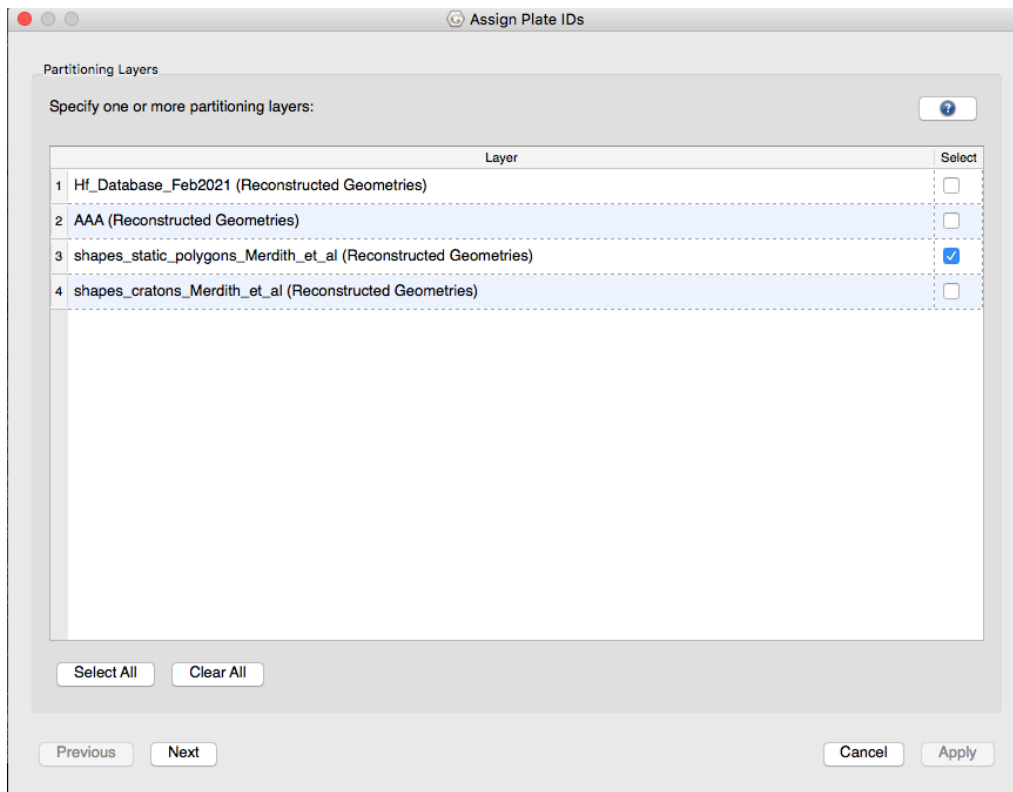 Assign Plate IDs
Partitioning Layers
Specify one or more partitioning layers:
?
Layer Select
1 Hf_Database_Feb2021 (Reconstructed Geometries)
2 AAA (Reconstructed Geometries)
3 shapes_static_polygons_Merdith_et_al (Reconstructed Geometries)
4 shapes_cratons_Merdith_et_al (Reconstructed Geometries)
Select All Clear All
Previous Next Cancel Apply